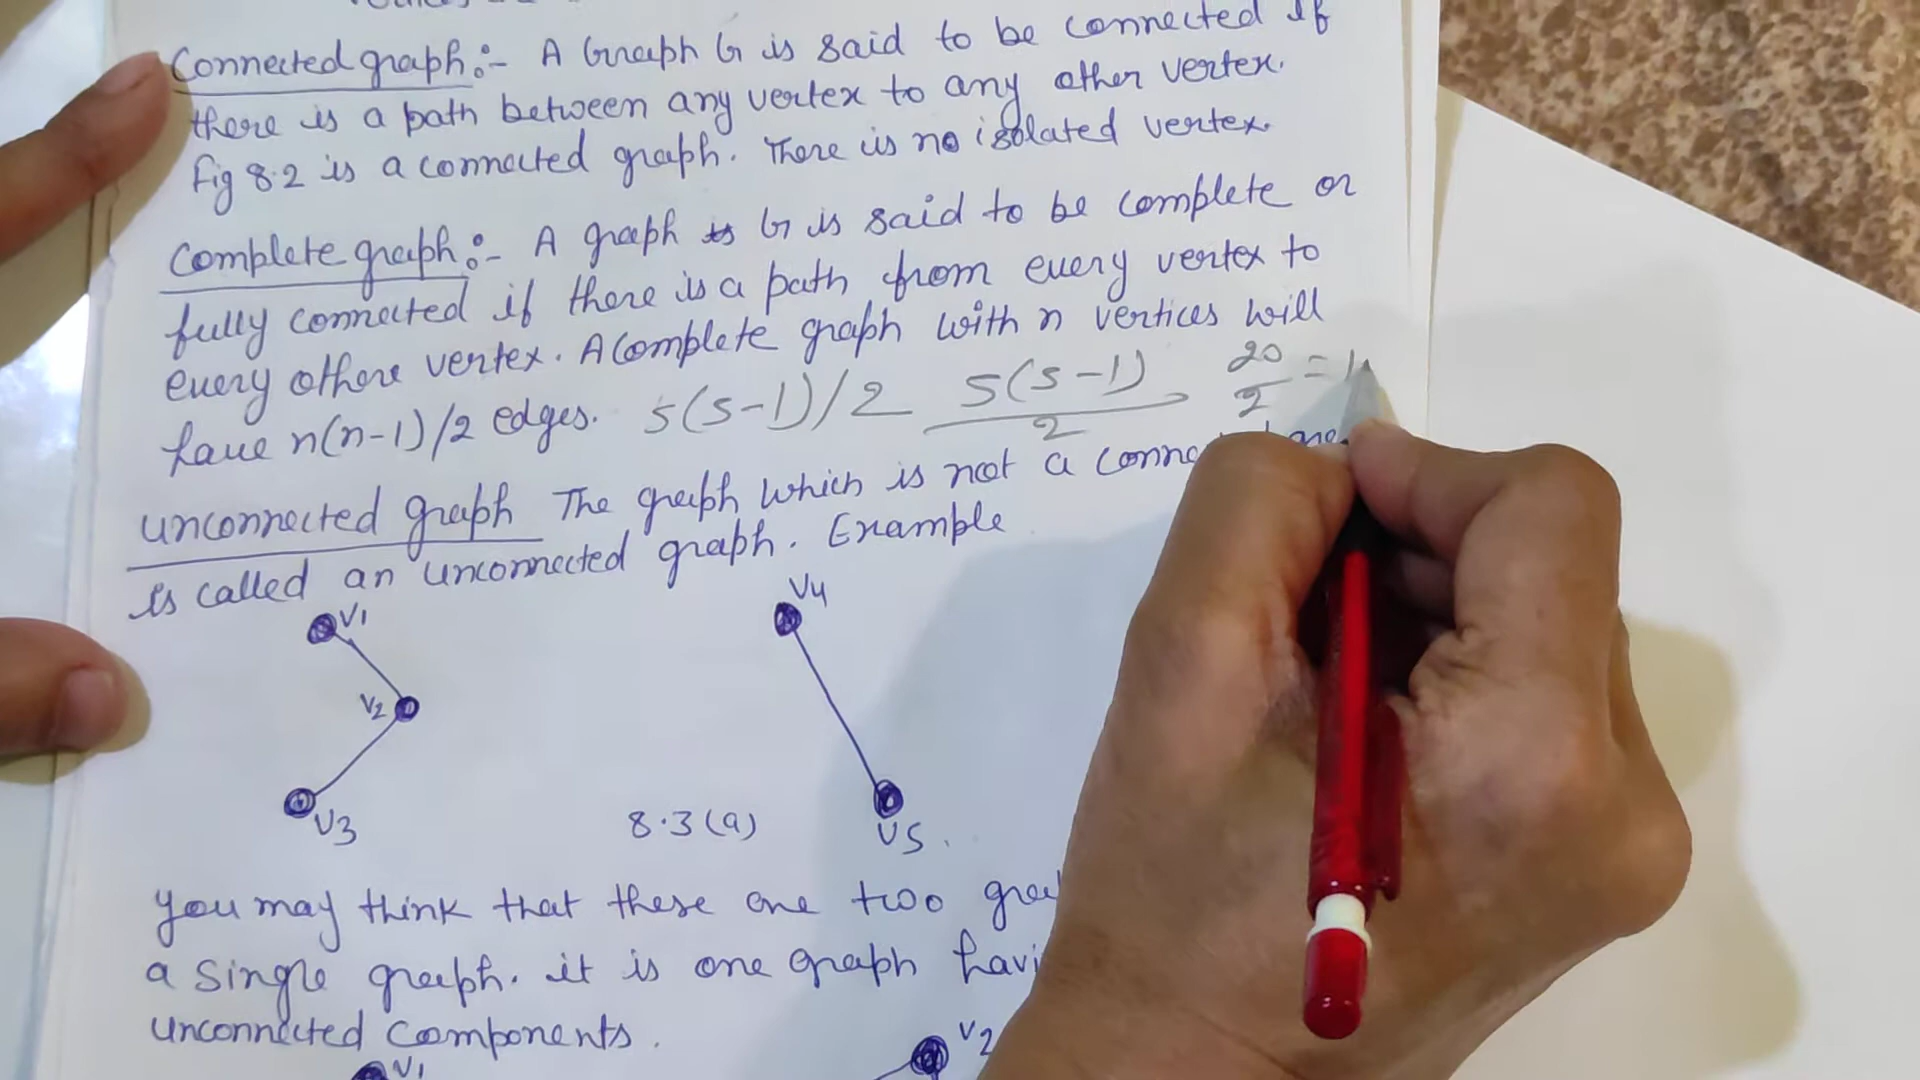 Connected graph :- A Graph G is said to be connected if
there is a path between any vertex to any other vertex.
fig 8.2 is a connected graph. There is no isolated vertex.
Complete graph :- A graph is G is said to be complete or
fully connected if there is a path from every vertex to
every othere vertex. A Complete graph with n vertices will
have n(n-1)/2 edges. 5(5-1)/2 5(5-1)/2 20/2 = 1
unconnected graph The graph which is not a conne
is called an unconnected graph. Example
V1
V4
V2
V3
8.3(a)
V5.
you may think that these are two gra
a single graph. it is one graph havi
unconnected components.
V1
V2